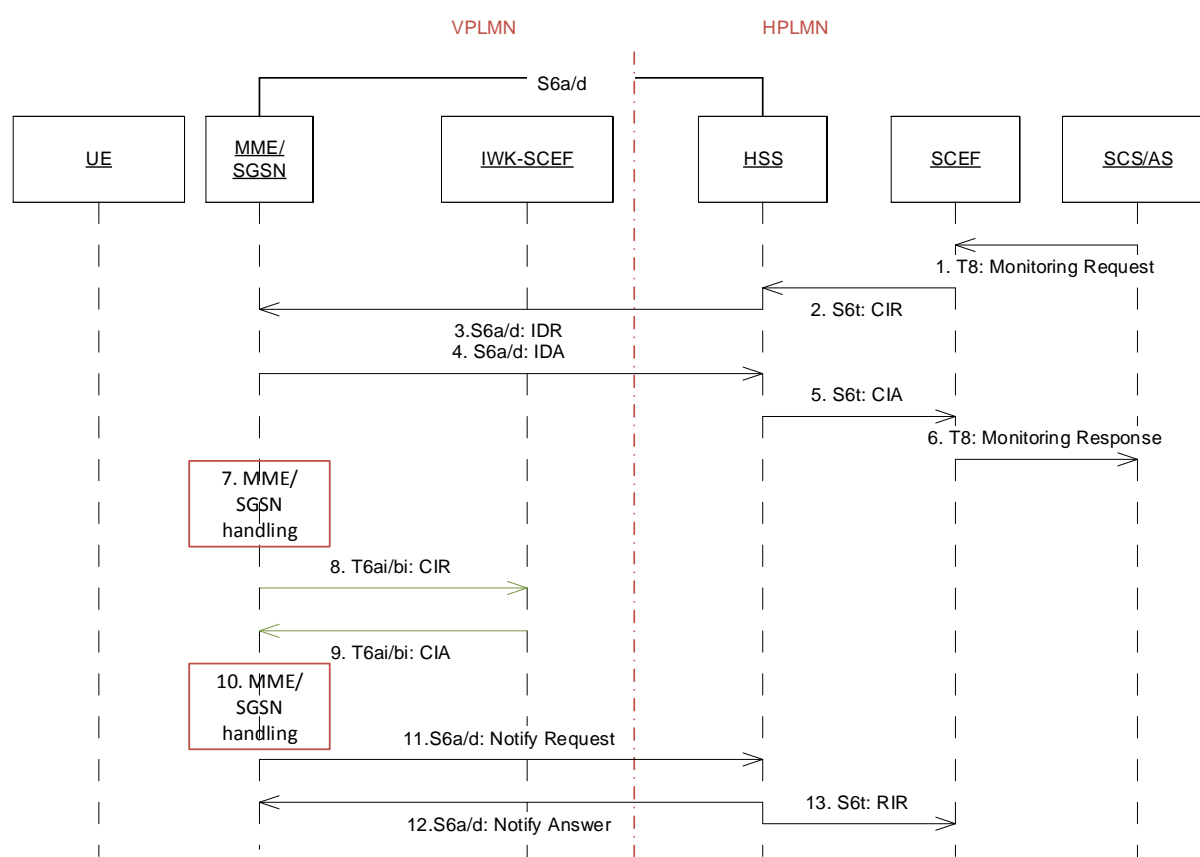 VPLMN
HPLMN
S6a/d
UE
MME/
SGSN
IWK-SCEF
HSS
SCEF
SCS/AS
1. T8: Monitoring Request
2. S6t: CIR
3.S6a/d: IDR
4. S6a/d: IDA
5. S6t: CIA
6. T8: Monitoring Response
7. MME/
SGSN
handling
8. T6ai/bi: CIR
9. T6ai/bi: CIA
10. MME/
SGSN
handling
11.S6a/d: Notify Request
13. S6t: RIR
12.S6a/d: Notify Answer